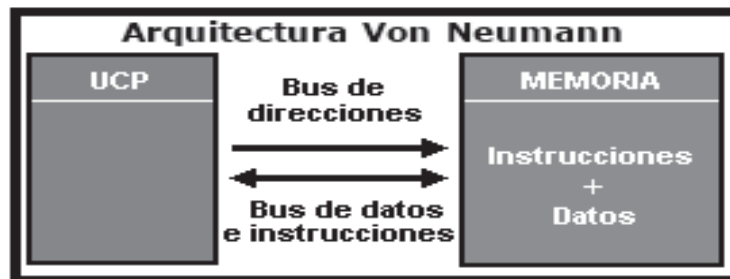 Arquitectura Von Neumann
UCP
Bus de
direcciones
MEMORIA
Instrucciones
+
Datos
Bus de datos
e instrucciones